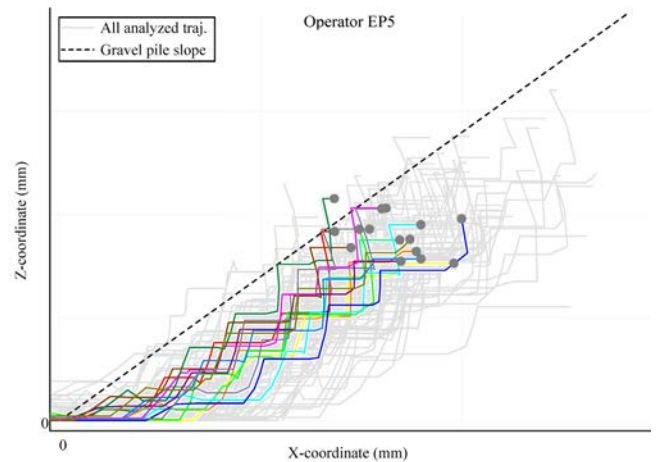 Operator EP5
All analyzed traj.
Gravel pile slope
Z-coordinate (mm)
0
0
X-coordinate (mm)